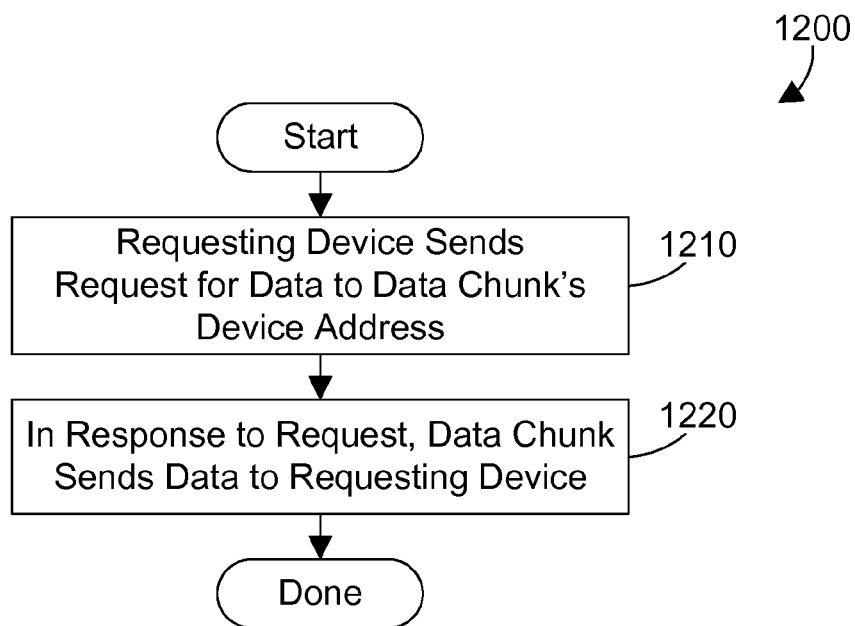 1200
Start
Requesting Device Sends
Request for Data to Data Chunk's
Device Address
1210
In Response to Request, Data Chunk
Sends Data to Requesting Device
1220
Done